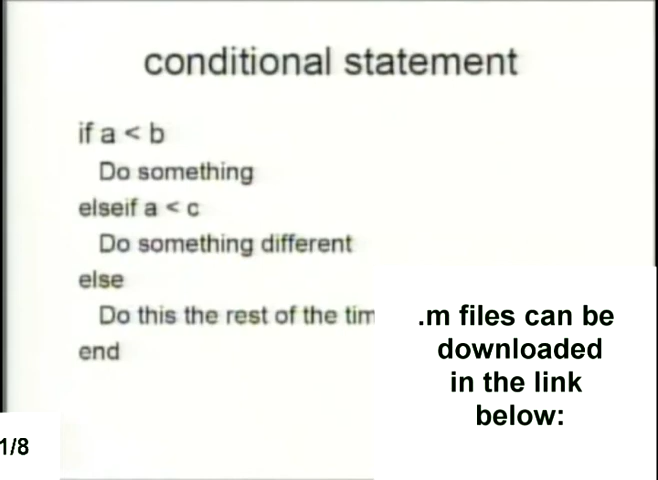 conditional statement
if a < b
Do something
elseif a < c
Do something different
else
Do this the rest of the tim
end
.m files can be
downloaded
in the link
below:
1/8